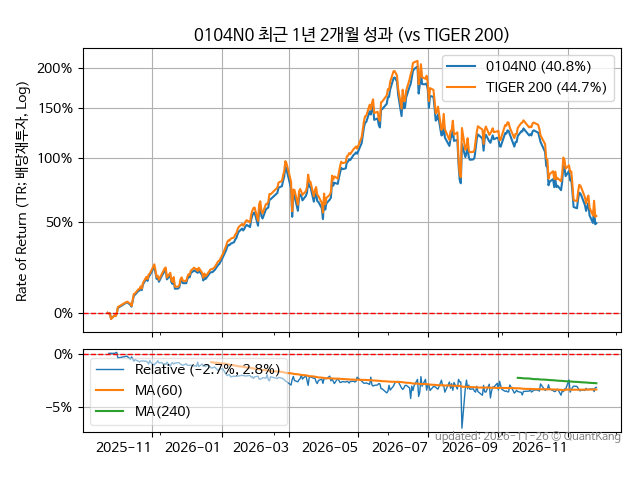 0104N0 최근 1년 2개월 성과 (vs TIGER 200)
Rate of Return (TR: 배당재투자, Log)
200%
150%
100%
50%
0%
0104N0 (40.8%)
TIGER 200 (44.7%)
0%
−5%
Relative (−2.7%, 2.8%)
MA(60)
MA(240)
2025−11
2026−01
2026−03
2026−05
2026−07
2026−09
2026−11
updated: 2026−11−26 © QuantKang